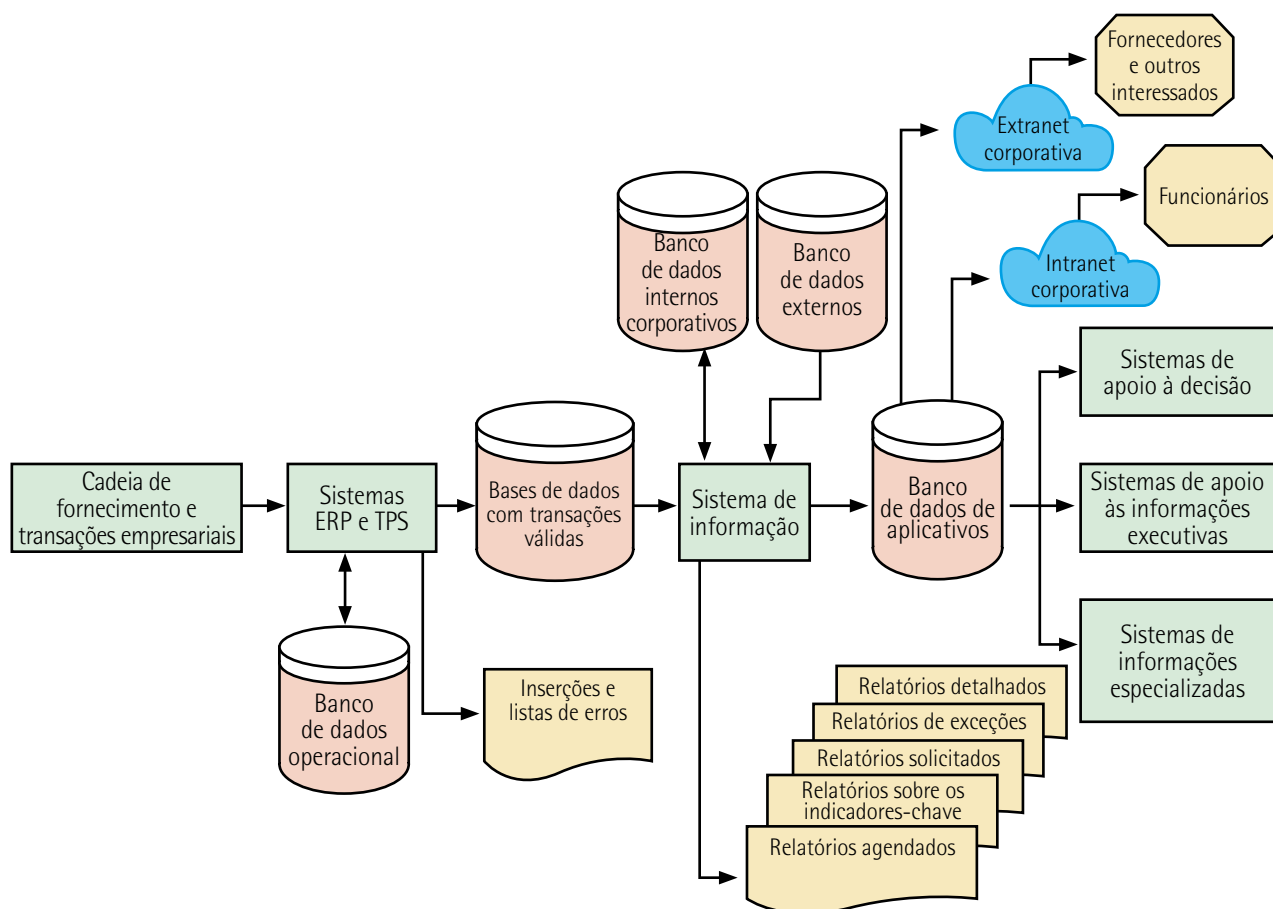 Fornecedores
e outros
interessados
Extranet
corporativa
Funcionários
Intranet
corporativa
Banco
de dados
internos
corporativos
Banco
de dados
externos
Sistemas de
apoio à decisão
Cadeia de
fornecimento e
transações empresariais
Sistemas
ERP e TPS
Bases de dados
com transações
válidas
Sistema de
informação
Banco
de dados de
aplicativos
Sistemas de apoio
às informações
executivas
Sistemas de
informações
especializadas
Banco
de dados
operacional
Inserções e
listas de erros
Relatórios detalhados
Relatórios de exceções
Relatórios solicitados
Relatórios sobre os
indicadores-chave
Relatórios agendados